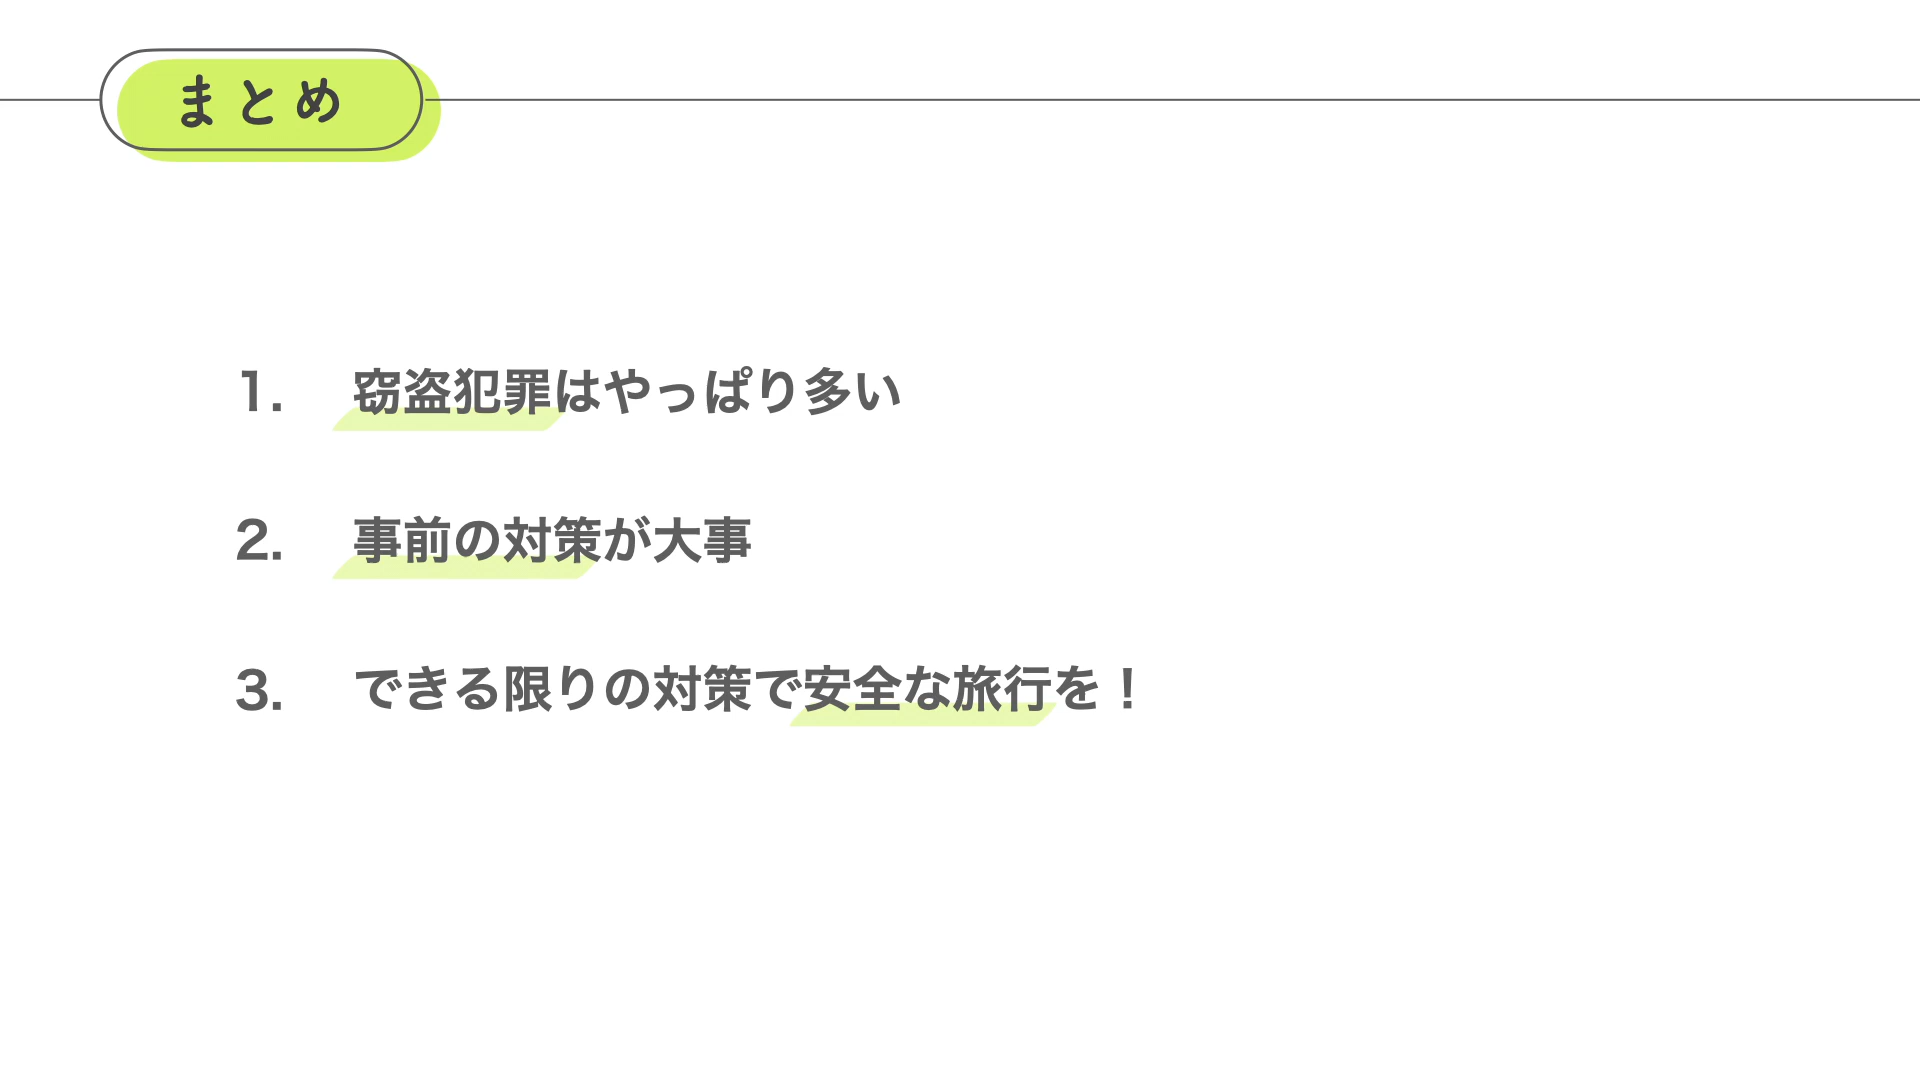 まとめ
1. 窃盗犯罪はやっぱり多い
2. 事前の対策が大事
3. できる限りの対策で安全な旅行を！